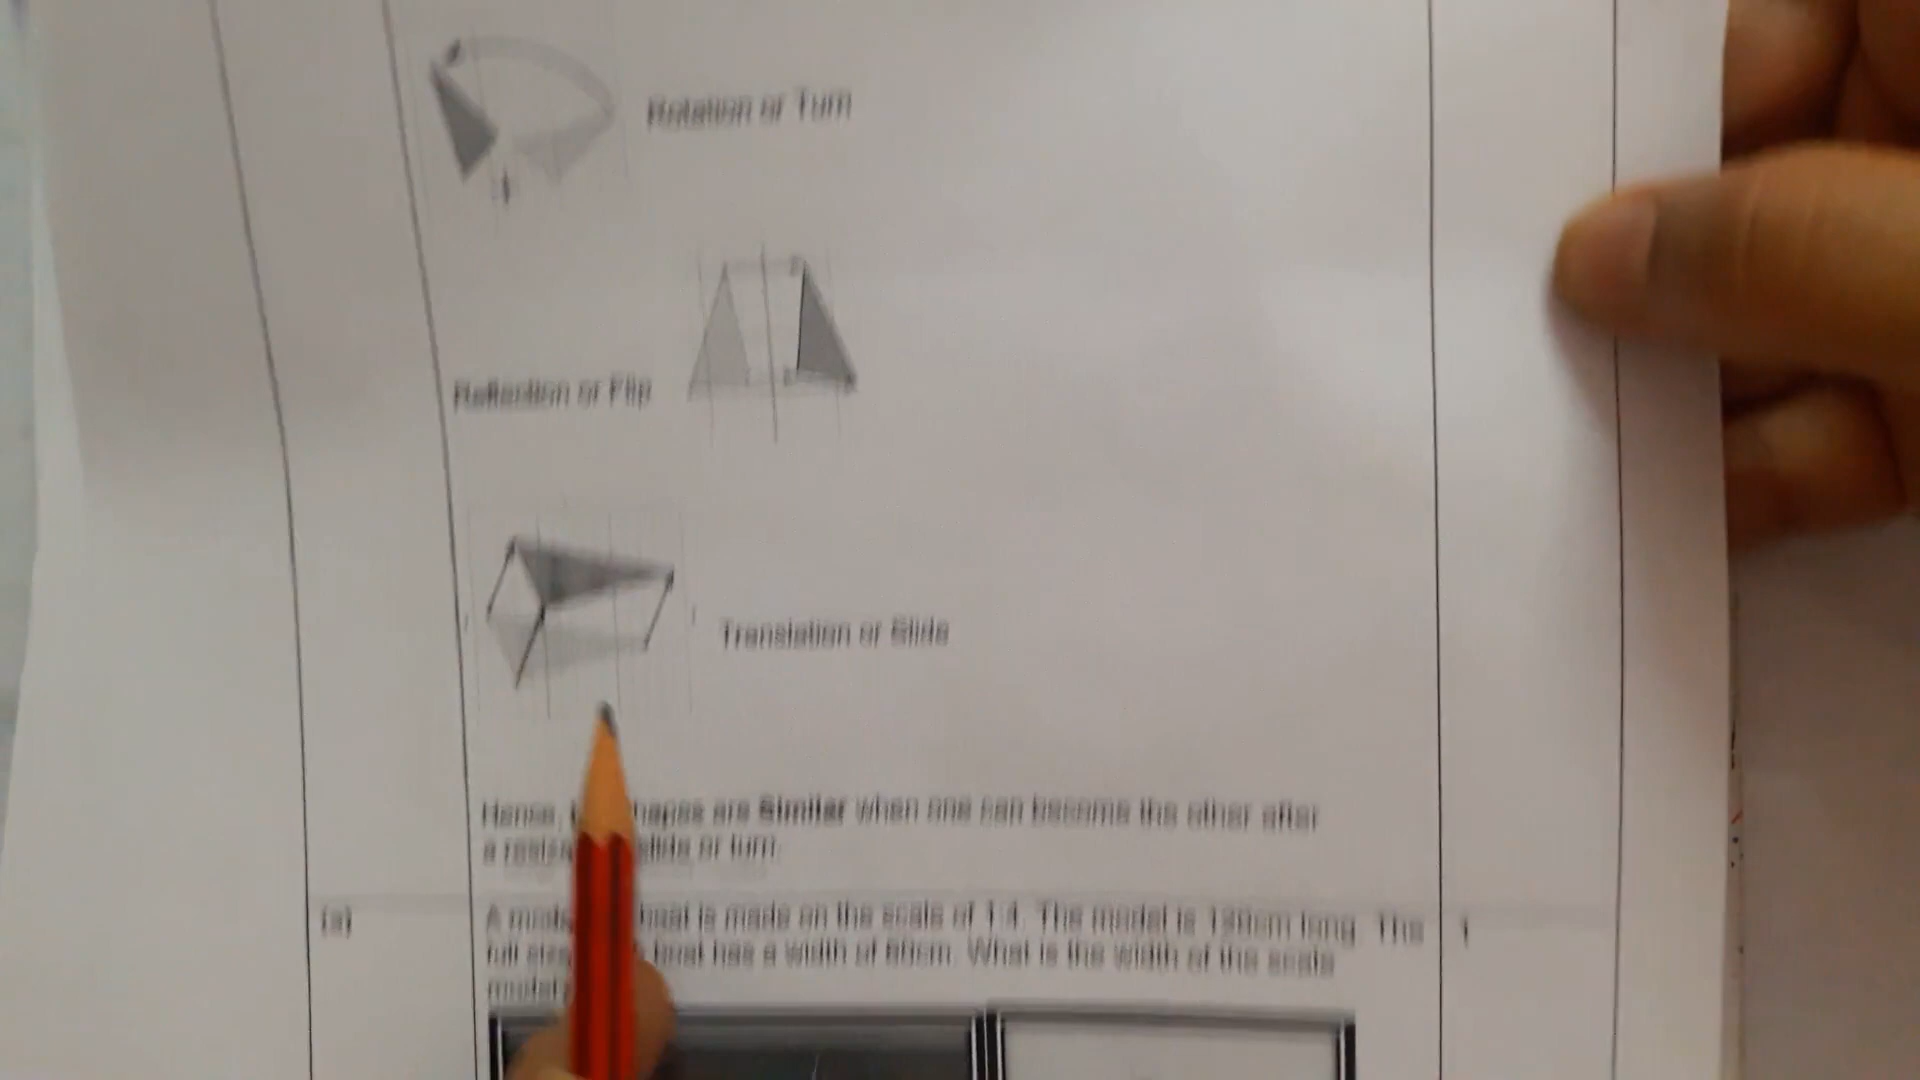 Rotation or Turn
Reflection or Flip
Translation or Slide
Hence, shapes are Similar when one can become the other after
a slide or turn.
(a)
A boat is made on the scale of 1:4. The model is long. The
1
full boat has a width of What is the width of the scale